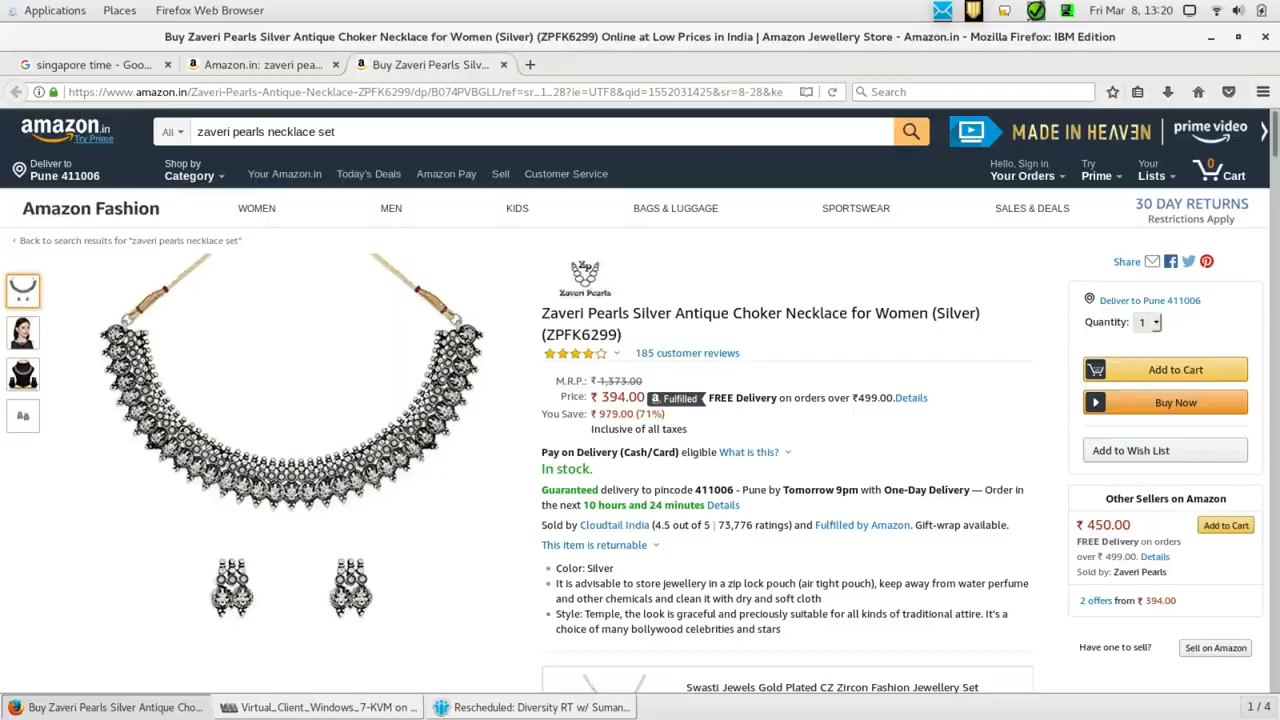 Applications Places Firefox Web Browser Fri Mar 8, 13:20
Buy Zaveri Pearls Silver Antique Choker Necklace for Women (Silver) (ZPFK6299) Online at Low Prices in India | Amazon Jewellery Store - Amazon.in - Mozilla Firefox: IBM Edition
singapore time - Goo... Amazon.in: zaveri pea... Buy Zaveri Pearls Silv...
https://www.amazon.in/Zaveri-Pearls-Antique-Necklace-ZPFK6299/dp/B074PVBGLL/ref=sr_1_28?ie=UTF8&qid=1552031425&sr=8-28&ke Search
amazon.in Try Prime
All zaveri pearls necklace set
MADE IN HEAVEN prime video
Deliver to
Pune 411006
Shop by
Category
Your Amazon.in Today's Deals Amazon Pay Sell Customer Service
Hello, Sign in
Your Orders
Try
Prime
Your
Lists
0
Cart
Amazon Fashion WOMEN MEN KIDS BAGS & LUGGAGE SPORTSWEAR SALES & DEALS
30 DAY RETURNS
Restrictions Apply
‹ Back to search results for "zaveri pearls necklace set"
Zaveri Pearls
Zaveri Pearls Silver Antique Choker Necklace for Women (Silver)
(ZPFK6299)
185 customer reviews
M.R.P.: ₹ 1,373.00
Price: ₹ 394.00 Fulfilled FREE Delivery on orders over ₹499.00.Details
You Save: ₹ 979.00 (71%)
Inclusive of all taxes
Pay on Delivery (Cash/Card) eligible What is this?
In stock.
Guaranteed delivery to pincode 411006 - Pune by Tomorrow 9pm with One-Day Delivery — Order in
the next 10 hours and 24 minutes Details
Sold by Cloudtail India (4.5 out of 5 | 73,776 ratings) and Fulfilled by Amazon. Gift-wrap available.
This item is returnable
• Color: Silver
• It is advisable to store jewellery in a zip lock pouch (air tight pouch), keep away from water perfume
and other chemicals and clean it with dry and soft cloth
• Style: Temple, the look is graceful and preciously suitable for all kinds of traditional attire. It's a
choice of many bollywood celebrities and stars
Swasti Jewels Gold Plated CZ Zircon Fashion Jewellery Set
Share
Deliver to Pune 411006
Quantity: 1
Add to Cart
Buy Now
Add to Wish List
Other Sellers on Amazon
₹ 450.00 Add to Cart
FREE Delivery on orders
over ₹ 499.00. Details
Sold by: Zaveri Pearls
2 offers from ₹ 394.00
Have one to sell? Sell on Amazon
Buy Zaveri Pearls Silver Antique Cho... Virtual_Client_Windows_7-KVM on ... Rescheduled: Diversity RT w/ Suman... 1 / 4